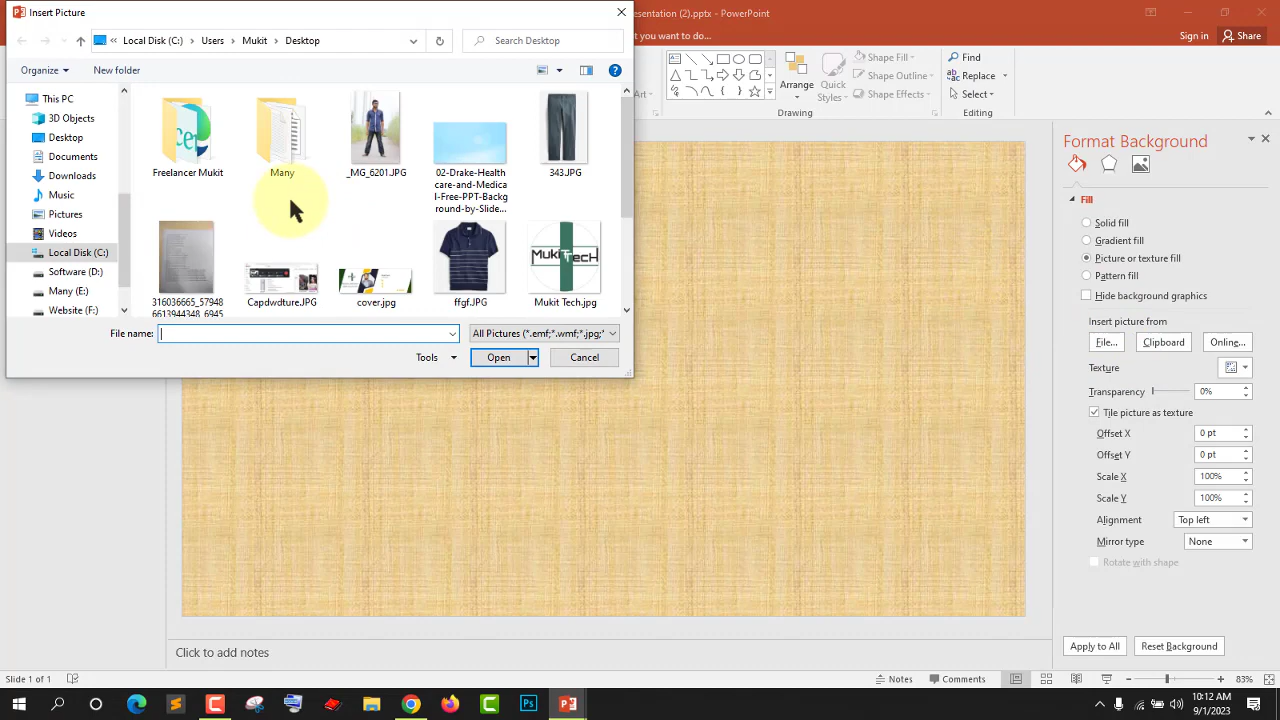 Insert Picture
esentation (2).pptx - PowerPoint
Local Disk (C:) > Users > Mukit > Desktop
Search Desktop
t you want to do...
Sign in
Share
Organize
New folder
This PC
3D Objects
Desktop
Documents
Downloads
Music
Pictures
Videos
Local Disk (C:)
Software (D:)
Many (E:)
Website (F:)
Freelancer Mukit
Many
_MG_6201.JPG
02-Drake-Health
care-and-Medica
l-Free-PPT-Backg
round-by-Slide...
343.JPG
316036665_57948
6613944348_6945
Capdwdture.JPG
cover.jpg
ffgf.JPG
Mukit Tech
Mukit Tech.jpg
File name:
All Pictures (*.emf;*.wmf;*.jpg;*
Tools
Open
Cancel
Art
Arrange
Quick
Styles
Shape Fill
Shape Outline
Shape Effects
Drawing
Find
Replace
Select
Editing
Format Background
Fill
Solid fill
Gradient fill
Picture or texture fill
Pattern fill
Hide background graphics
Insert picture from
File...
Clipboard
Online...
Texture
Transparency
0%
Tile picture as texture
Offset X
0 pt
Offset Y
0 pt
Scale X
100%
Scale Y
100%
Alignment
Top left
Mirror type
None
Rotate with shape
Apply to All
Reset Background
Click to add notes
Slide 1 of 1
Notes
Comments
83%
Ps
10:12 AM
9/1/2023